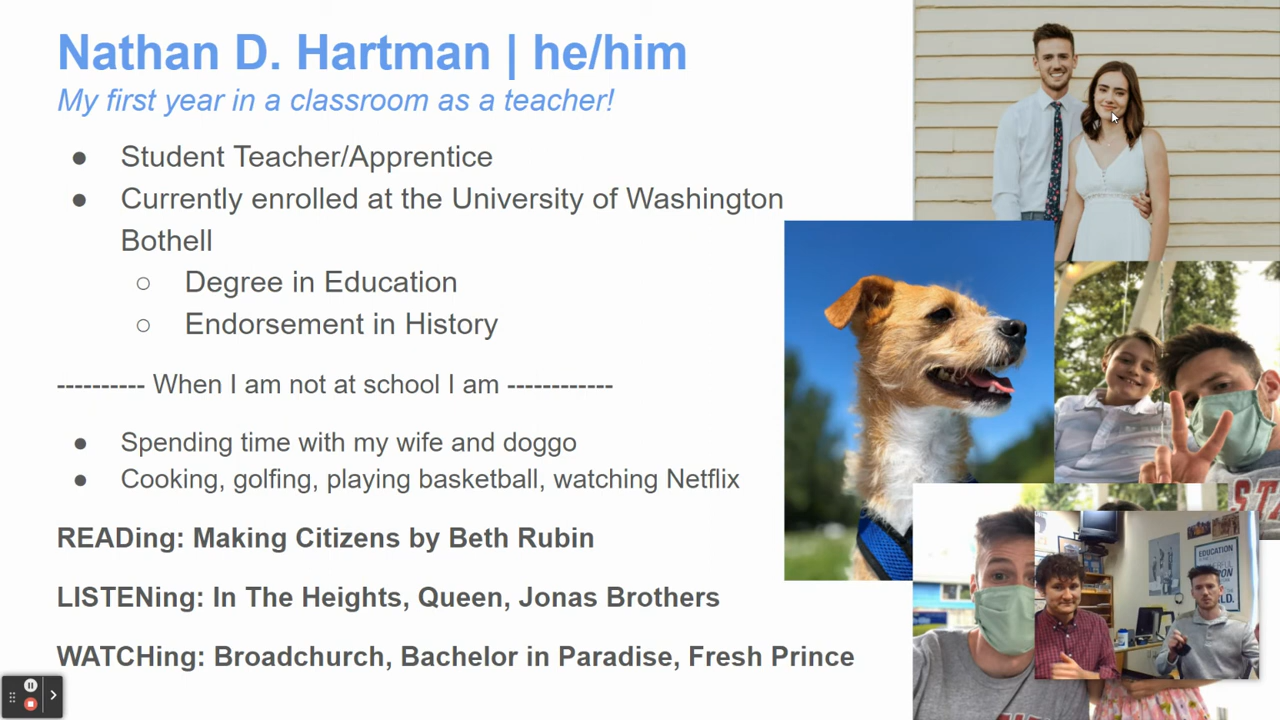 Nathan D. Hartman | he/him
My first year in a classroom as a teacher!
● Student Teacher/Apprentice
● Currently enrolled at the University of Washington
Bothell
○ Degree in Education
○ Endorsement in History
---------- When I am not at school I am ------------
● Spending time with my wife and doggo
● Cooking, golfing, playing basketball, watching Netflix
READing: Making Citizens by Beth Rubin
LISTENing: In The Heights, Queen, Jonas Brothers
WATCHing: Broadchurch, Bachelor in Paradise, Fresh Prince
EDUCATION